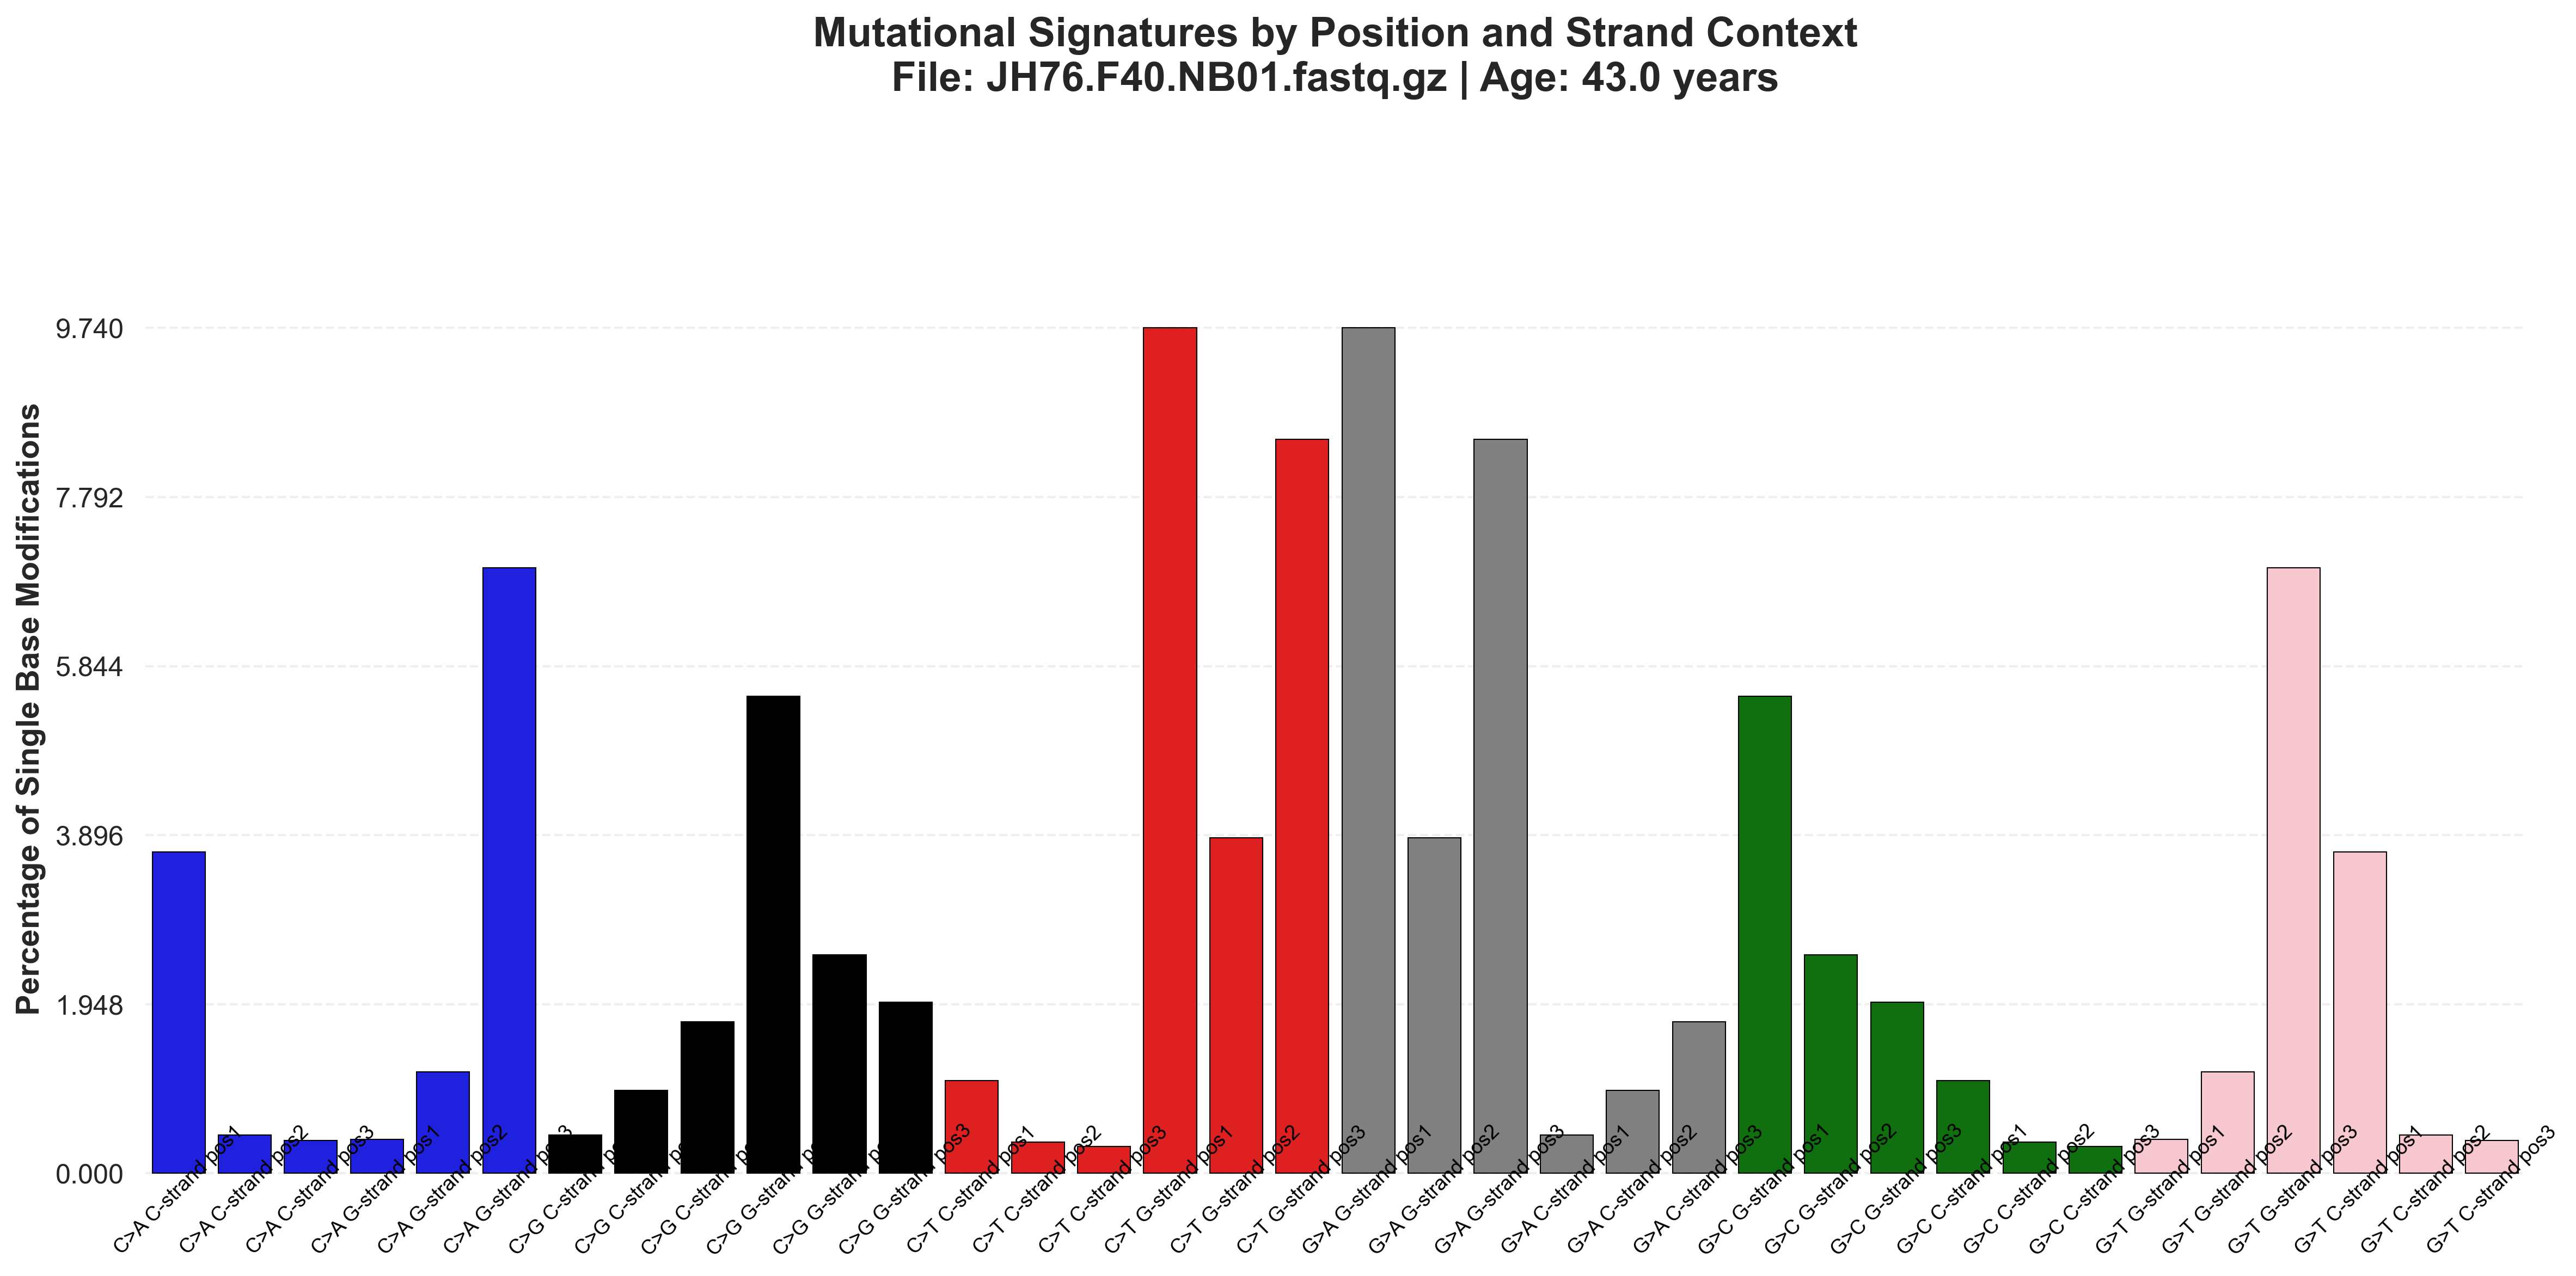 Mutational Signatures by Position and Strand Context
File: JH76.F40.NB01.fastq.gz | Age: 43.0 years
Percentage of Single Base Modifications
9.740
7.792
5.844
3.896
1.948
0.000
C>A C-strand pos1
C>A C-strand pos2
C>A C-strand pos3
C>A G-strand pos1
C>A G-strand pos2
C>A G-strand pos3
C>G C-strand
C>G C-strand
C>G C-strand
C>G G-strand
C>G G-strand
C>G G-strand pos3
C>T C-strand pos1
C>T C-strand pos2
C>T C-strand pos3
C>T G-strand pos1
C>T G-strand pos2
C>T G-strand pos3
G>A G-strand pos1
G>A G-strand pos2
G>A G-strand pos3
G>A C-strand pos1
G>A C-strand pos2
G>A C-strand pos3
G>C G-strand pos1
G>C G-strand pos2
G>C G-strand pos3
G>C C-strand pos1
G>C C-strand pos2
G>C C-strand pos3
G>T G-strand pos1
G>T G-strand pos2
G>T G-strand pos3
G>T C-strand pos1
G>T C-strand pos2
G>T C-strand pos3